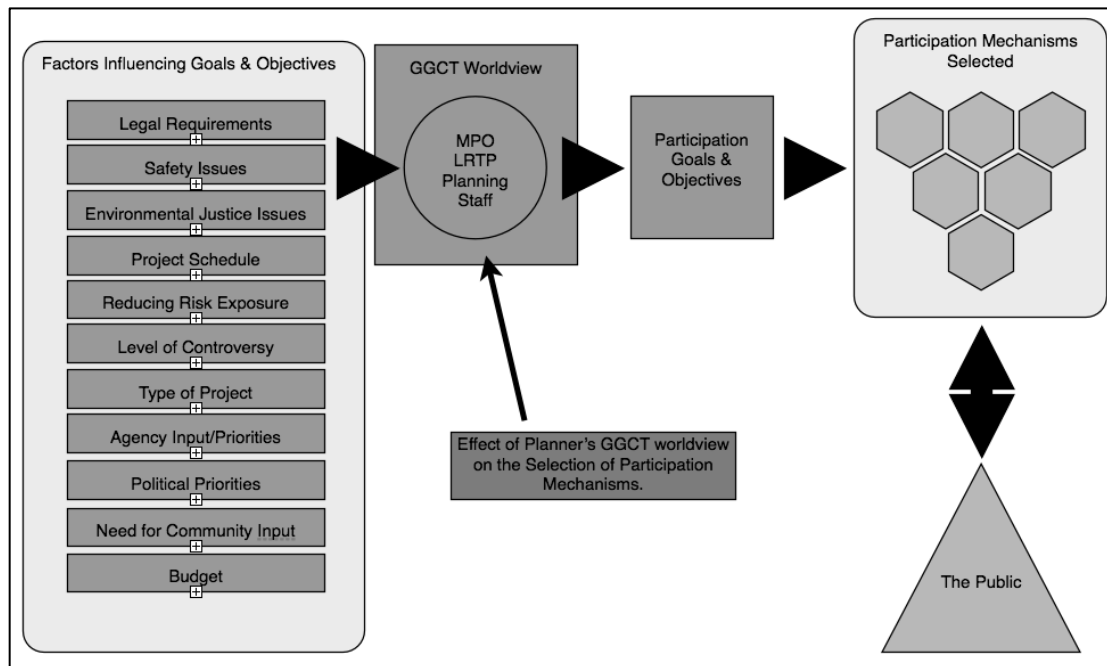 Factors Influencing Goals & Objectives
Legal Requirements
Safety Issues
Environmental Justice Issues
Project Schedule
Reducing Risk Exposure
Level of Controversy
Type of Project
Agency Input/Priorities
Political Priorities
Need for Community Input
Budget
GGCT Worldview
MPO
LRTP
Planning
Staff
Participation
Goals &
Objectives
Participation Mechanisms
Selected
Effect of Planner's GGCT worldview
on the Selection of Participation
Mechanisms.
The Public